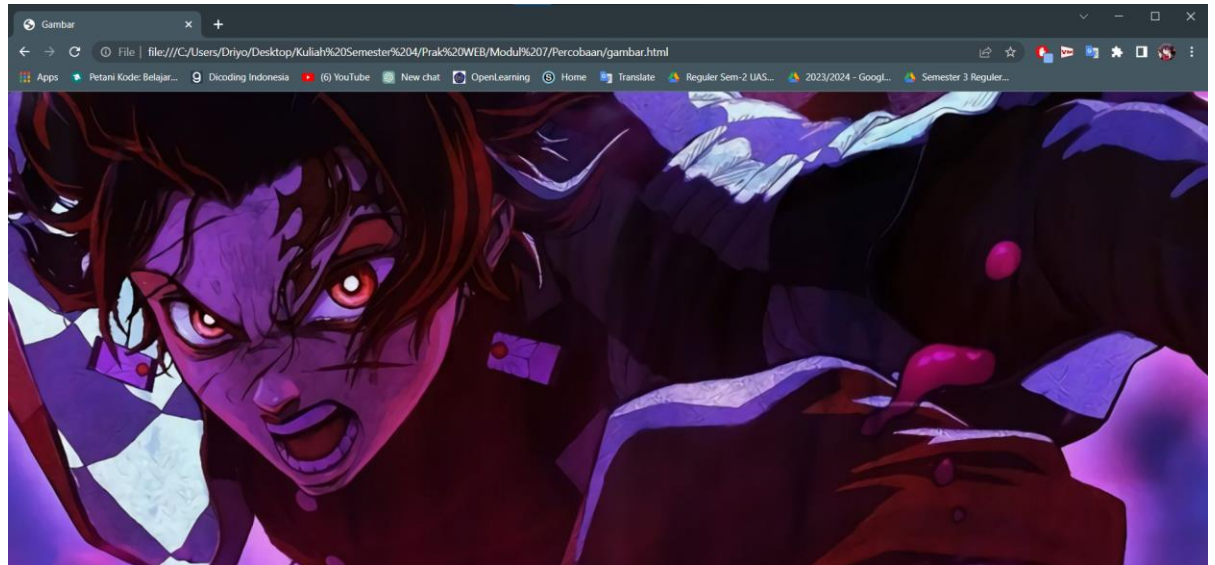 Gambar
File | file:///C:/Users/Driyo/Desktop/Kuliah%20Semester%204/Prak%20WEB/Modul%207/Percobaan/gambar.html
Apps Petani Kode: Belajar... Dicoding Indonesia (6) YouTube New chat OpenLearning Home Translate Reguler Sem-2 UAS... 2023/2024 - Googl... Semester 3 Reguler...